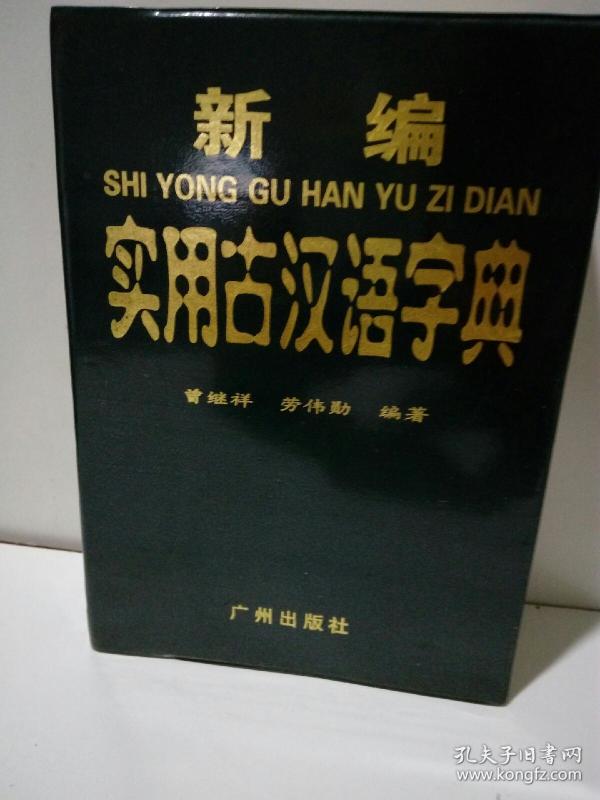 新 编
SHI YONG GU HAN YU ZI DIAN
实用古汉语字典
曾继祥 劳伟勋 编著
广州出版社
孔夫子旧书网
www.kongfz.com